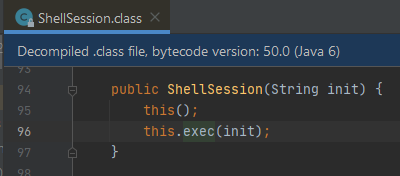 ShellSession.class ×
Decompiled .class file, bytecode version: 50.0 (Java 6)
93
94 public ShellSession(String init) {
95 this();
96 this.exec(init);
97 }
98